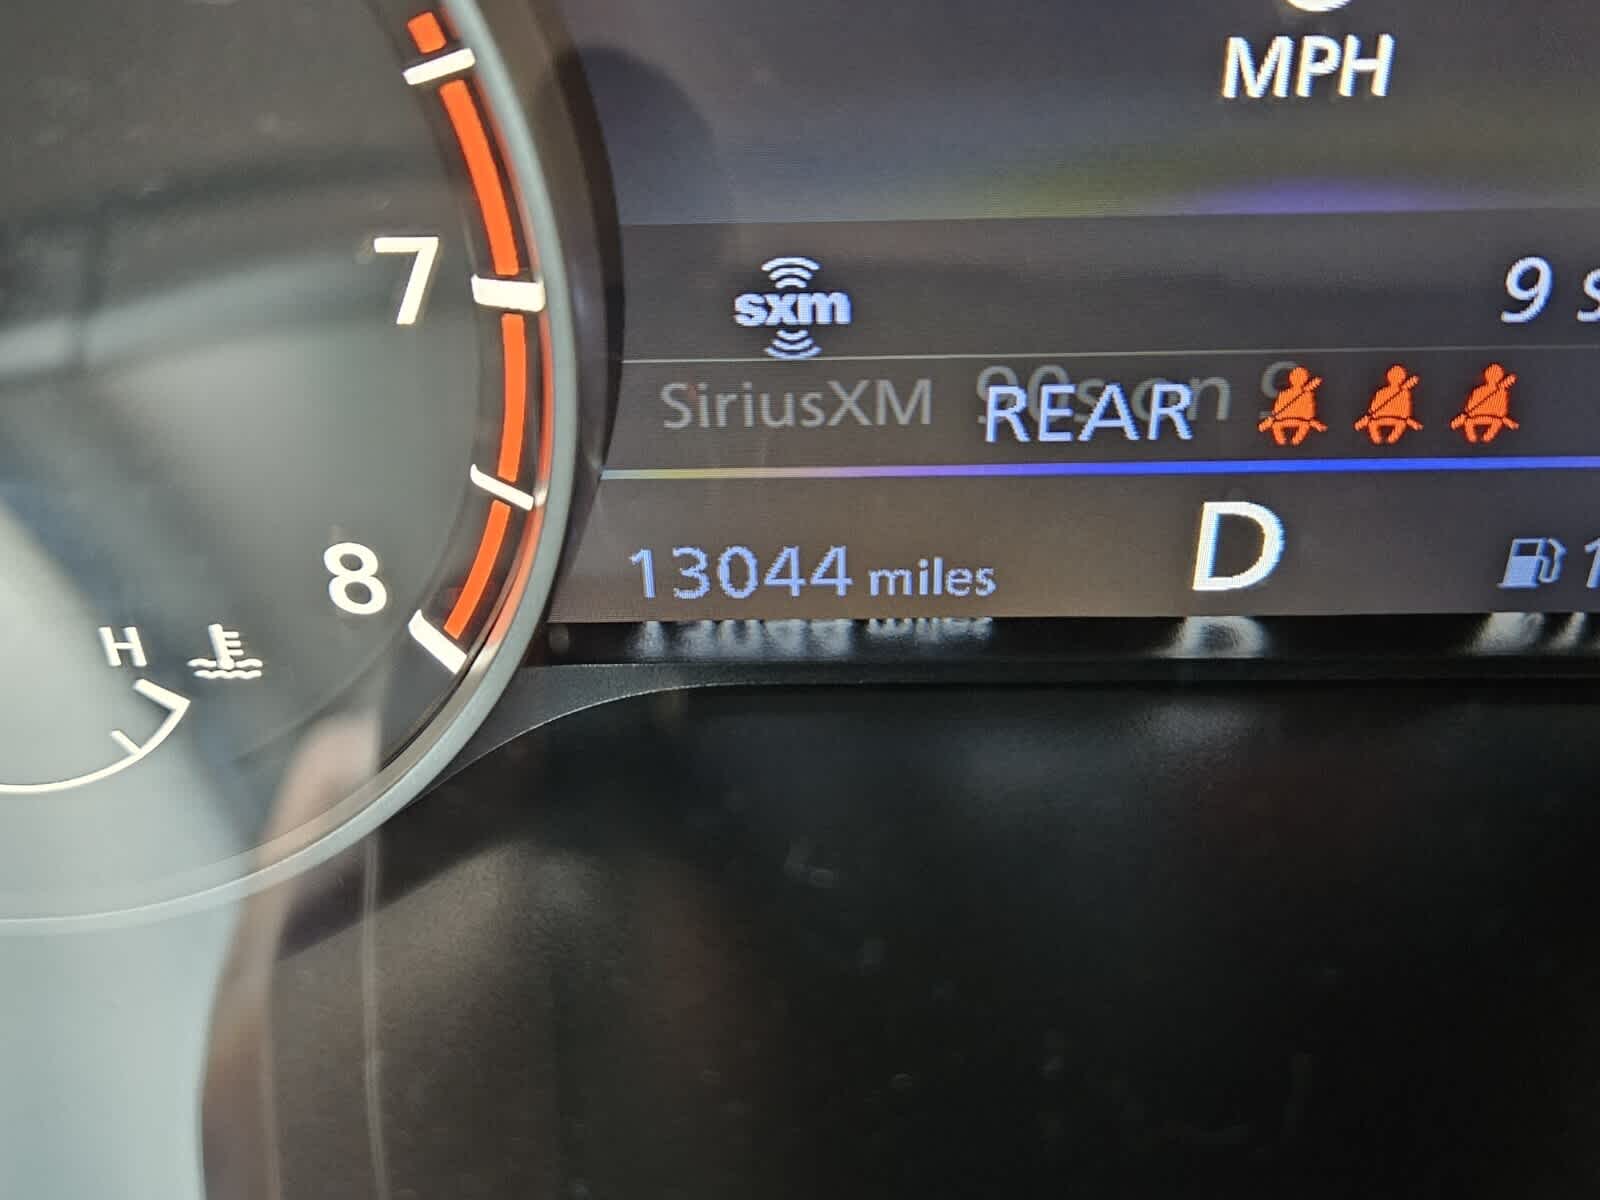 MPH
7
sxm
9
SiriusXM
REAR
8
13044 miles
D
H